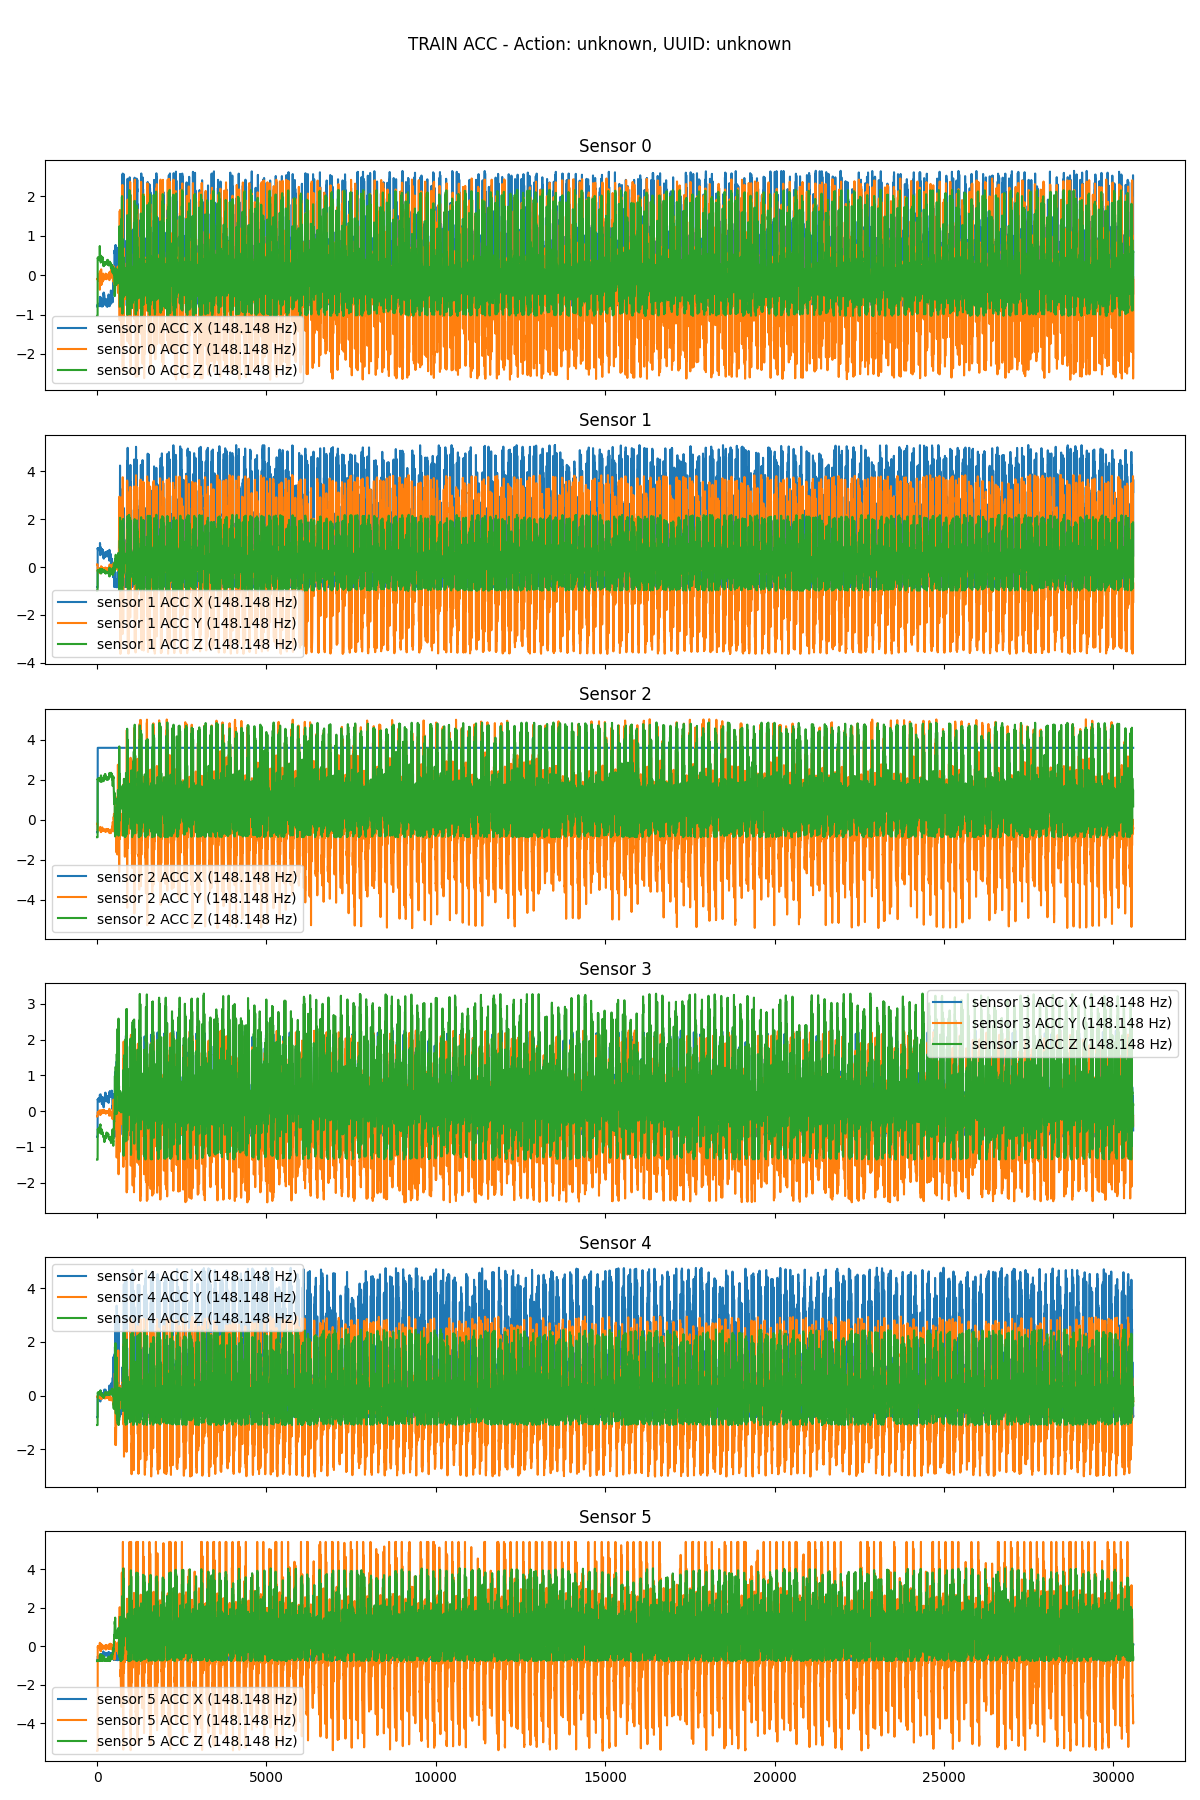 TRAIN ACC - Action: unknown, UUID: unknown
Sensor 0
2
1
0
−1
−2
sensor 0 ACC X (148.148 Hz)
sensor 0 ACC Y (148.148 Hz)
sensor 0 ACC Z (148.148 Hz)
Sensor 1
4
2
0
−2
−4
sensor 1 ACC X (148.148 Hz)
sensor 1 ACC Y (148.148 Hz)
sensor 1 ACC Z (148.148 Hz)
Sensor 2
4
2
0
−2
−4
sensor 2 ACC X (148.148 Hz)
sensor 2 ACC Y (148.148 Hz)
sensor 2 ACC Z (148.148 Hz)
Sensor 3
3
2
1
0
−1
−2
sensor 3 ACC X (148.148 Hz)
sensor 3 ACC Y (148.148 Hz)
sensor 3 ACC Z (148.148 Hz)
Sensor 4
4
2
0
−2
sensor 4 ACC X (148.148 Hz)
sensor 4 ACC Y (148.148 Hz)
sensor 4 ACC Z (148.148 Hz)
Sensor 5
4
2
0
−2
−4
sensor 5 ACC X (148.148 Hz)
sensor 5 ACC Y (148.148 Hz)
sensor 5 ACC Z (148.148 Hz)
0 5000 10000 15000 20000 25000 30000